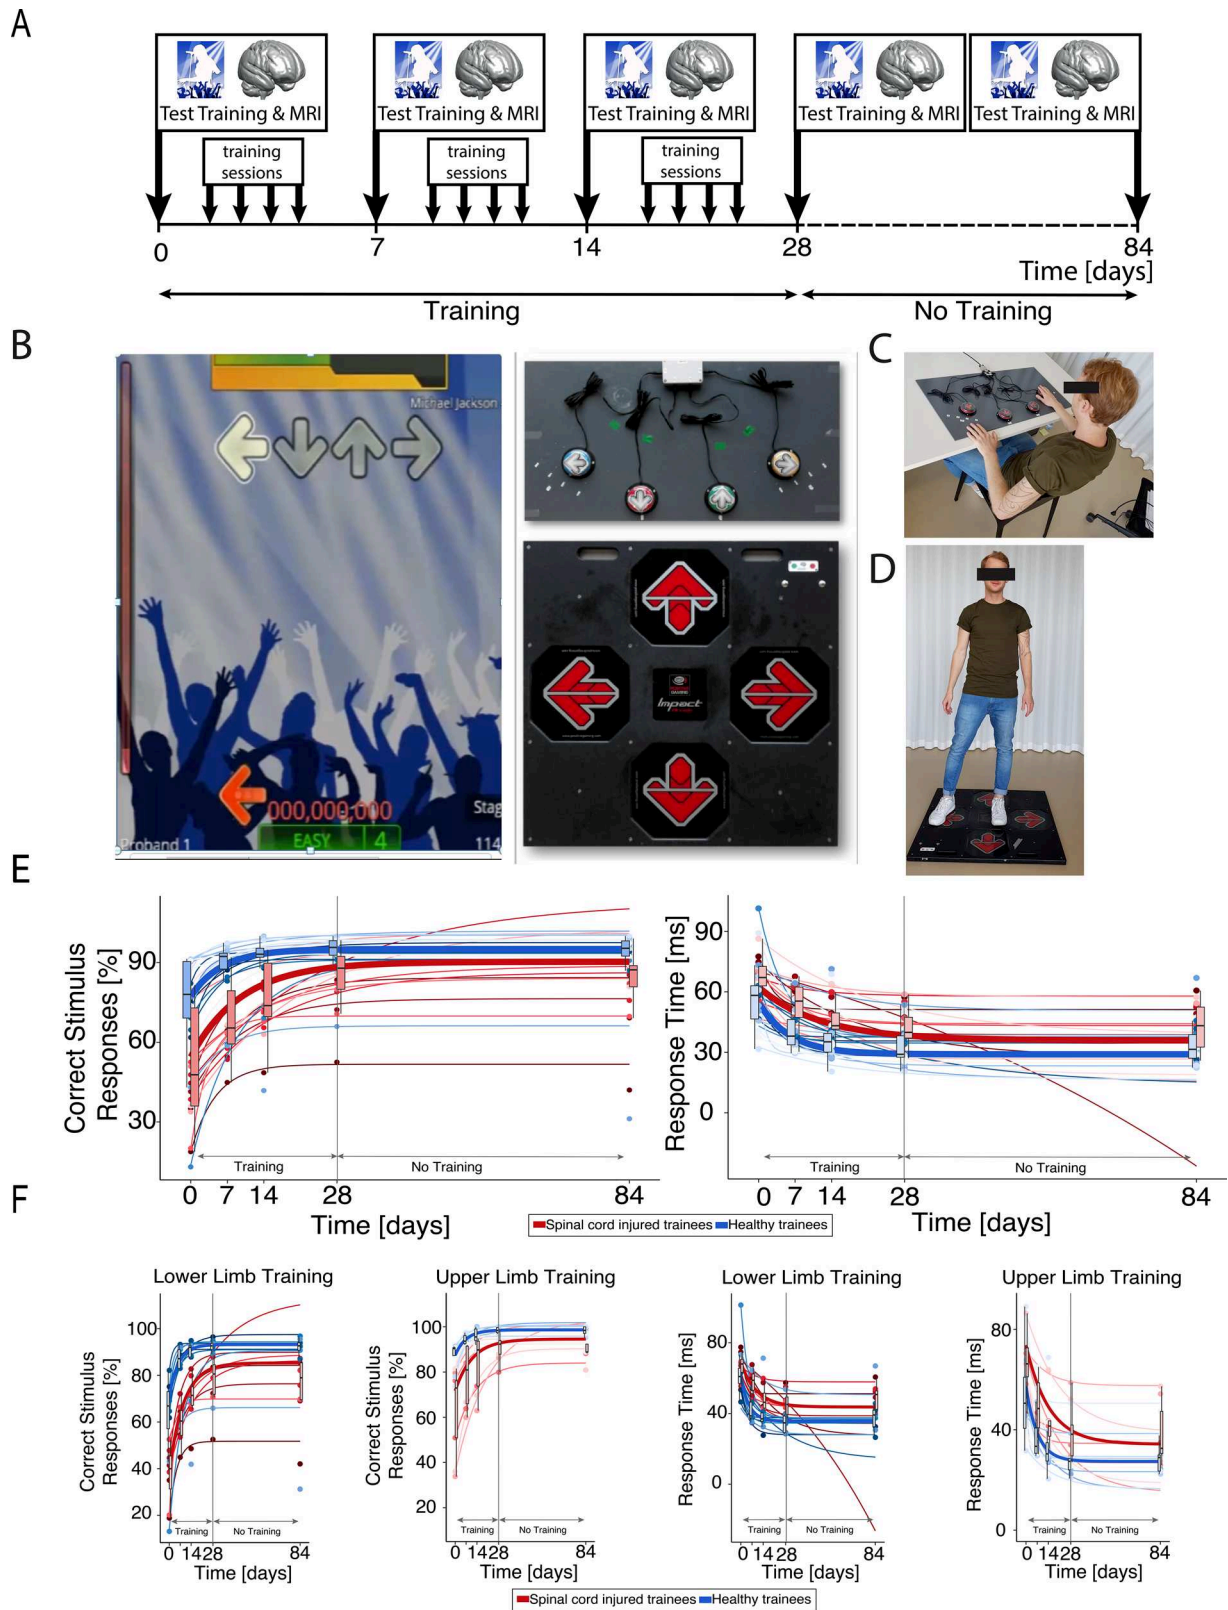 A
Test Training & MRI
Test Training & MRI
Test Training & MRI
Test Training & MRI
Test Training & MRI
training
sessions
training
sessions
training
sessions
0
7
14
28
84
Time [days]
Training
No Training
B
Michael Jackson
000,000,000
Stag
Proband 1
EASY
4
114
Impact
C
D
E
Correct Stimulus
Responses [%]
90
60
30
Training
No Training
0
7
14
28
84
Time [days]
Response Time [ms]
90
60
30
0
Training
No Training
0
7
14
28
84
Time [days]
Spinal cord injured trainees
Healthy trainees
F
Lower Limb Training
Correct Stimulus
Responses [%]
100
80
60
40
20
Training
No Training
0
14
28
84
Time [days]
Upper Limb Training
Correct Stimulus
Responses [%]
100
80
60
40
20
Training
No Training
0
14
28
84
Time [days]
Lower Limb Training
Response Time [ms]
80
40
0
Training
No Training
0
14
28
84
Time [days]
Upper Limb Training
Response Time [ms]
80
40
0
Training
No Training
0
14
28
84
Time [days]
Spinal cord injured trainees
Healthy trainees